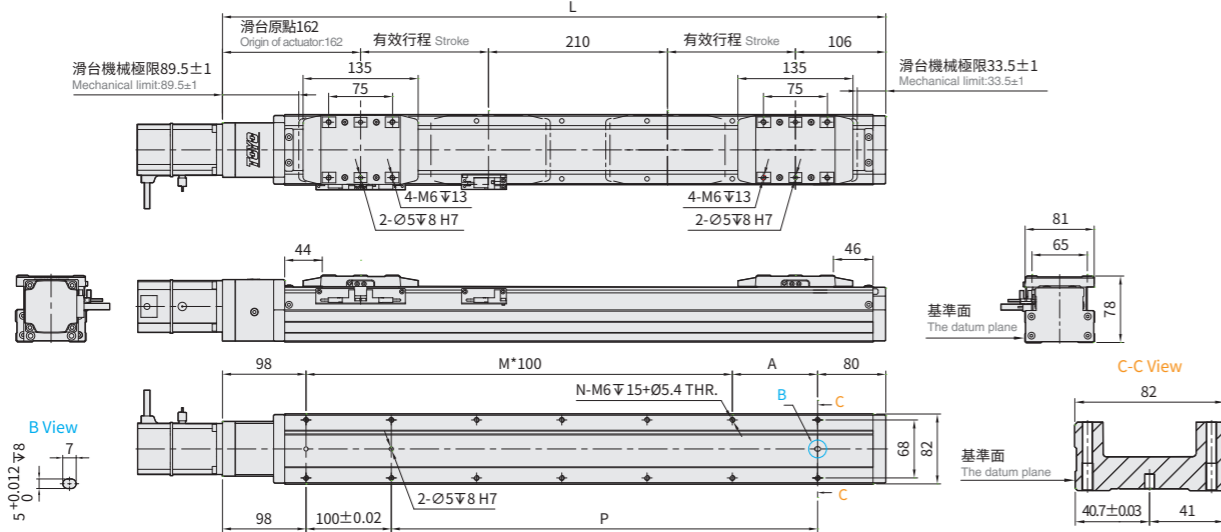 L
滑台原點162
Origin of actuator:162
有效行程 Stroke
210
有效行程 Stroke
106
滑台機械極限89.5±1
Mechanical limit:89.5±1
135
75
135
75
滑台機械極限33.5±1
Mechanical limit:33.5±1
TOYO
4-M6↧13
2-∅5↧8 H7
4-M6↧13
2-∅5↧8 H7
44
46
81
65
78
基準面
The datum plane
98
M*100
A
80
N-M6↧15+Ø5.4 THR.
B
C
68
82
2-∅5↧8 H7
C
98
100±0.02
P
B View
7
5 +0.012 0 ↧8
C-C View
82
基準面
The datum plane
40.7±0.03
41